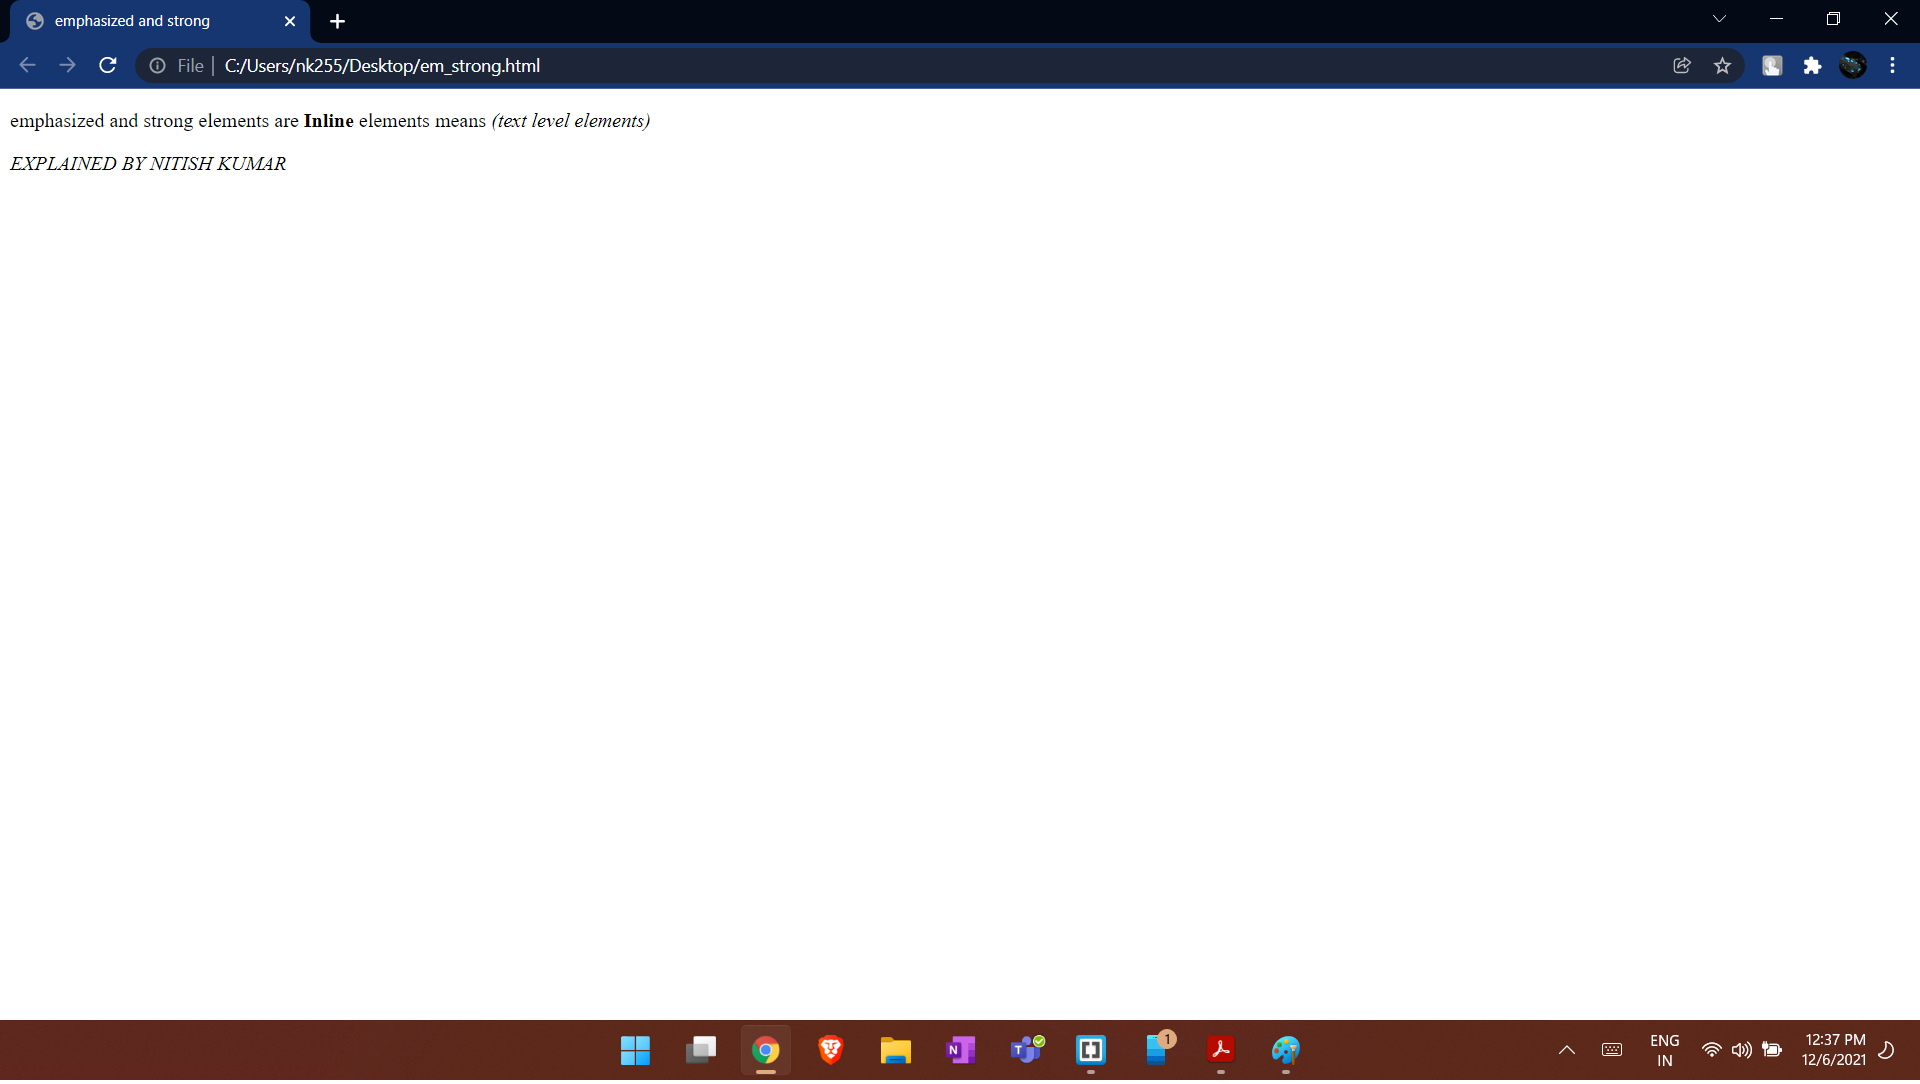 emphasized and strong
File | C:/Users/nk255/Desktop/em_strong.html
emphasized and strong elements are Inline elements means (text level elements)
EXPLAINED BY NITISH KUMAR
N
T
1
ENG
IN
12:37 PM
12/6/2021